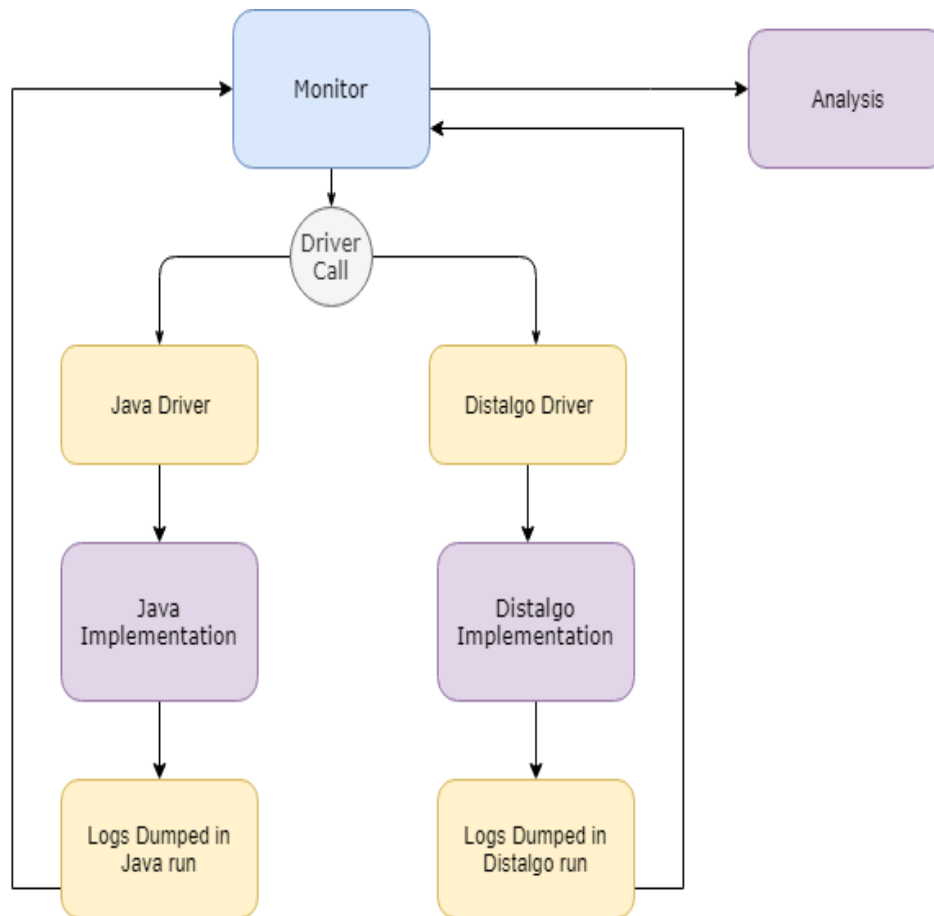 Monitor
Analysis
Driver
Call
Java Driver
Distalgo Driver
Java
Implementation
Distalgo
Implementation
Logs Dumped in
Java run
Logs Dumped in
Distalgo run